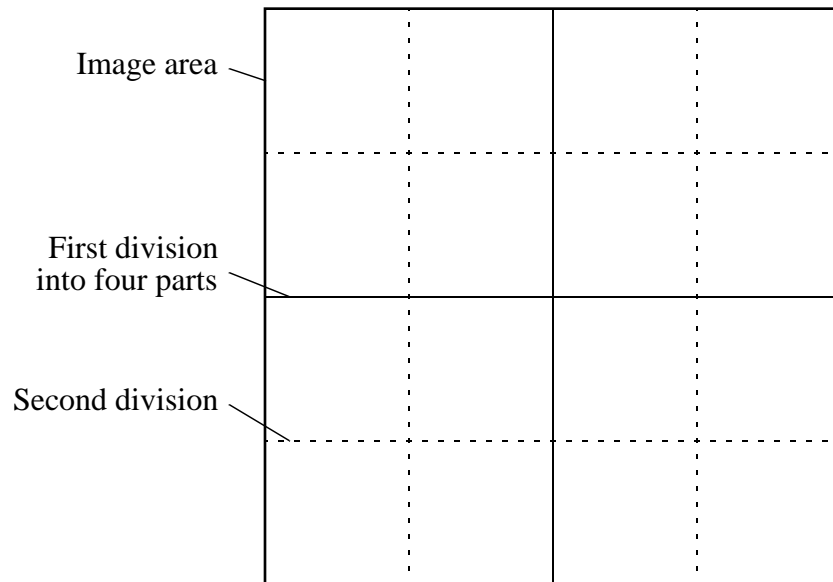 Image area
First division
into four parts
Second division